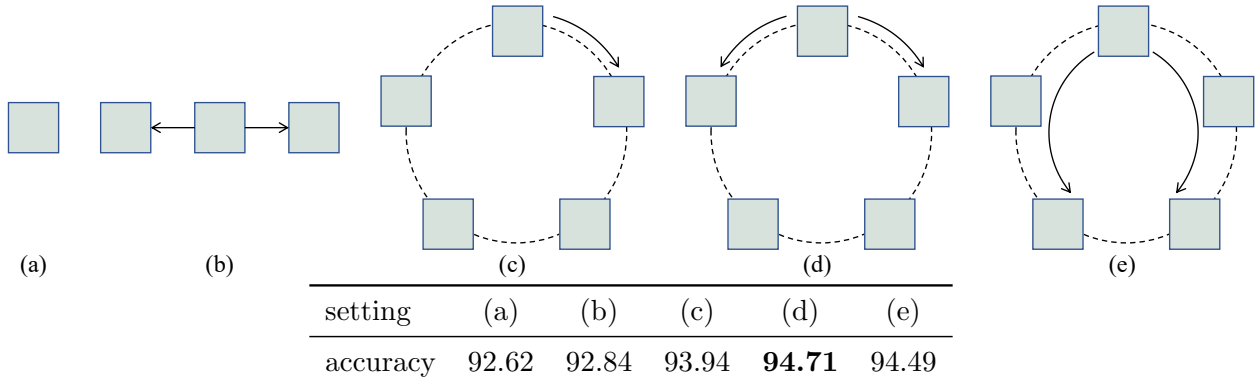 (a) (b) (c) (d) (e)
setting (a) (b) (c) (d) (e)
accuracy 92.62 92.84 93.94 94.71 94.49